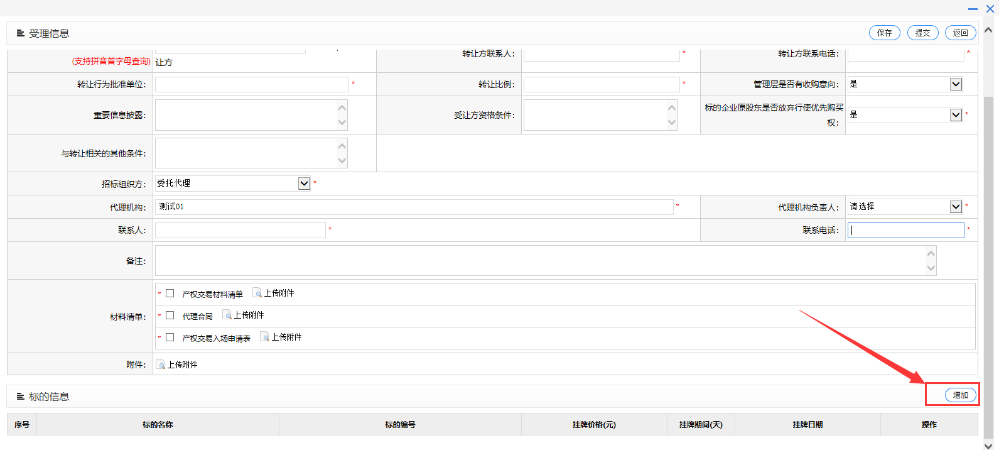 受理信息
保存
提交
返回
(支持拼音首字母查询)
让方
转让方联系人：
*
转让方联系电话：
*
转让行为批准单位：
*
转让比例：
*
管理层是否有收购意向：
是
重要信息披露：
受让方资格条件：
标的企业原股东是否放弃行使优先购买
权：
是
*
与转让相关的其他条件：
招标组织方：
委托代理
*
代理机构：
测试01
*
代理机构负责人：
请选择
*
联系人：
*
联系电话：
*
备注：
材料清单：
* 产权交易材料清单 上传附件
* 代理合同 上传附件
* 产权交易入场申请表 上传附件
附件：
上传附件
标的信息
增加
序号 标的名称 标的编号 挂牌价格(元) 挂牌期间(天) 挂牌日期 操作